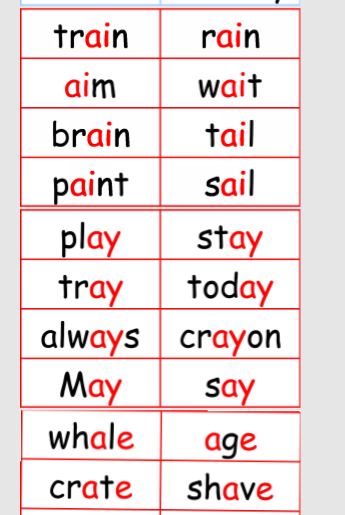 train rain
aim wait
brain tail
paint sail
play stay
tray today
always crayon
May say
whale age
crate shave